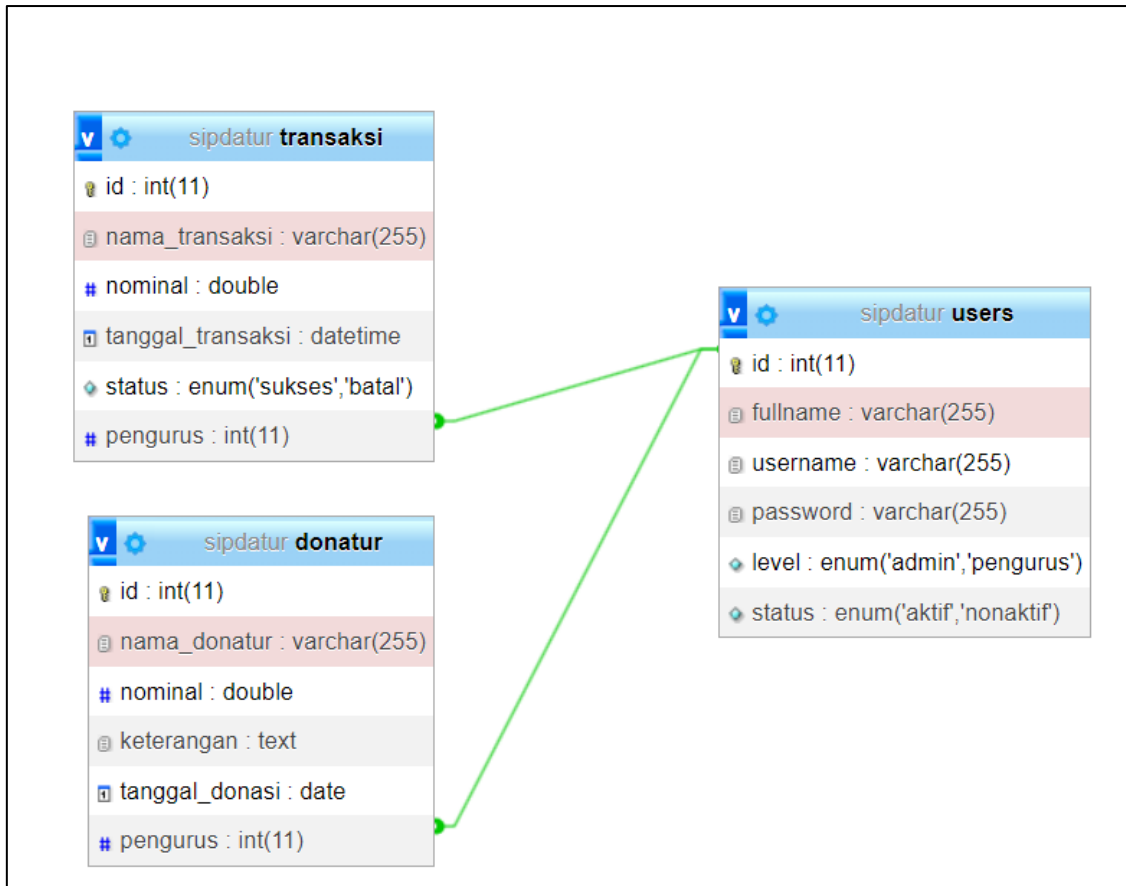 sipdatur transaksi
id : int(11)
nama_transaksi : varchar(255)
nominal : double
tanggal_transaksi : datetime
status : enum('sukses','batal')
pengurus : int(11)
sipdatur donatur
id : int(11)
nama_donatur : varchar(255)
nominal : double
keterangan : text
tanggal_donasi : date
pengurus : int(11)
sipdatur users
id : int(11)
fullname : varchar(255)
username : varchar(255)
password : varchar(255)
level : enum('admin','pengurus')
status : enum('aktif','nonaktif')